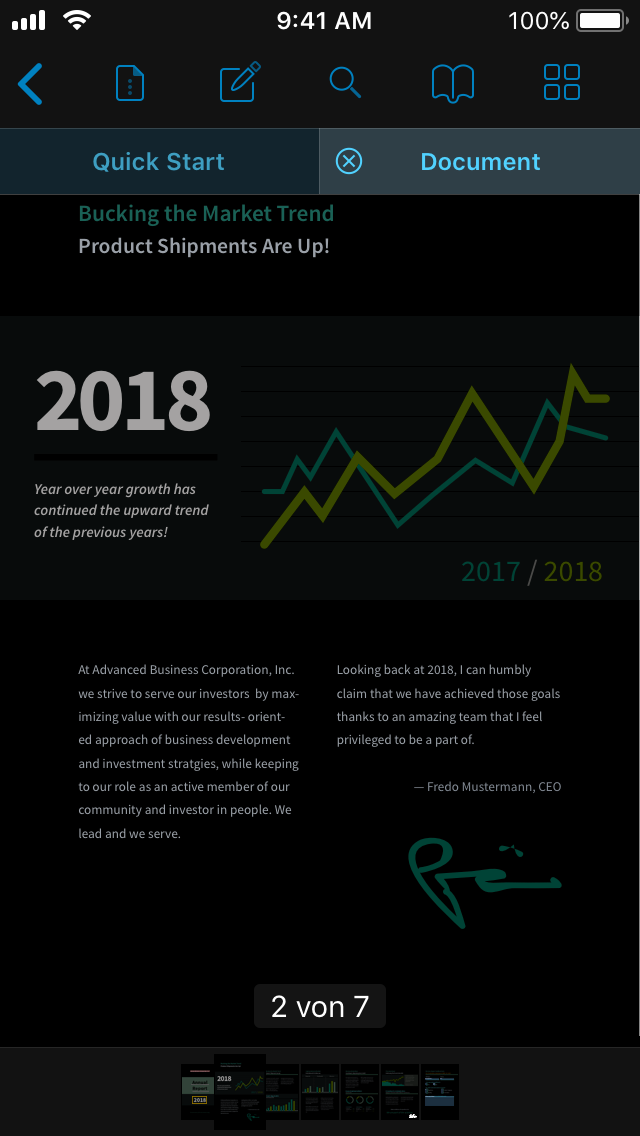 9:41 AM 100%
Quick Start Document
Bucking the Market Trend
Product Shipments Are Up!
2018
Year over year growth has
continued the upward trend
of the previous years!
2017 / 2018
At Advanced Business Corporation, Inc.
we strive to serve our investors by max-
imizing value with our results- orient-
ed approach of business development
and investment stratgies, while keeping
to our role as an active member of our
community and investor in people. We
lead and we serve.
Looking back at 2018, I can humbly
claim that we have achieved those goals
thanks to an amazing team that I feel
privileged to be a part of.
— Fredo Mustermann, CEO
2 von 7
Annual
Report
2018
2018